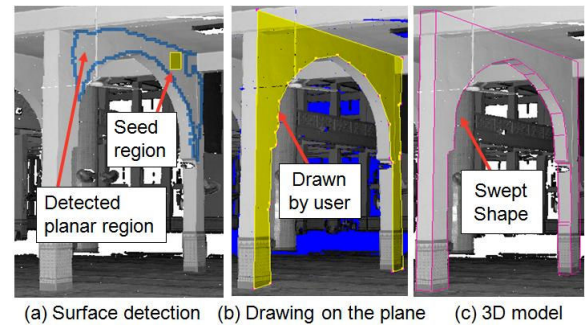 Seed
region
Detected
planar region
Drawn
by user
Swept
Shape
(a) Surface detection
(b) Drawing on the plane
(c) 3D model